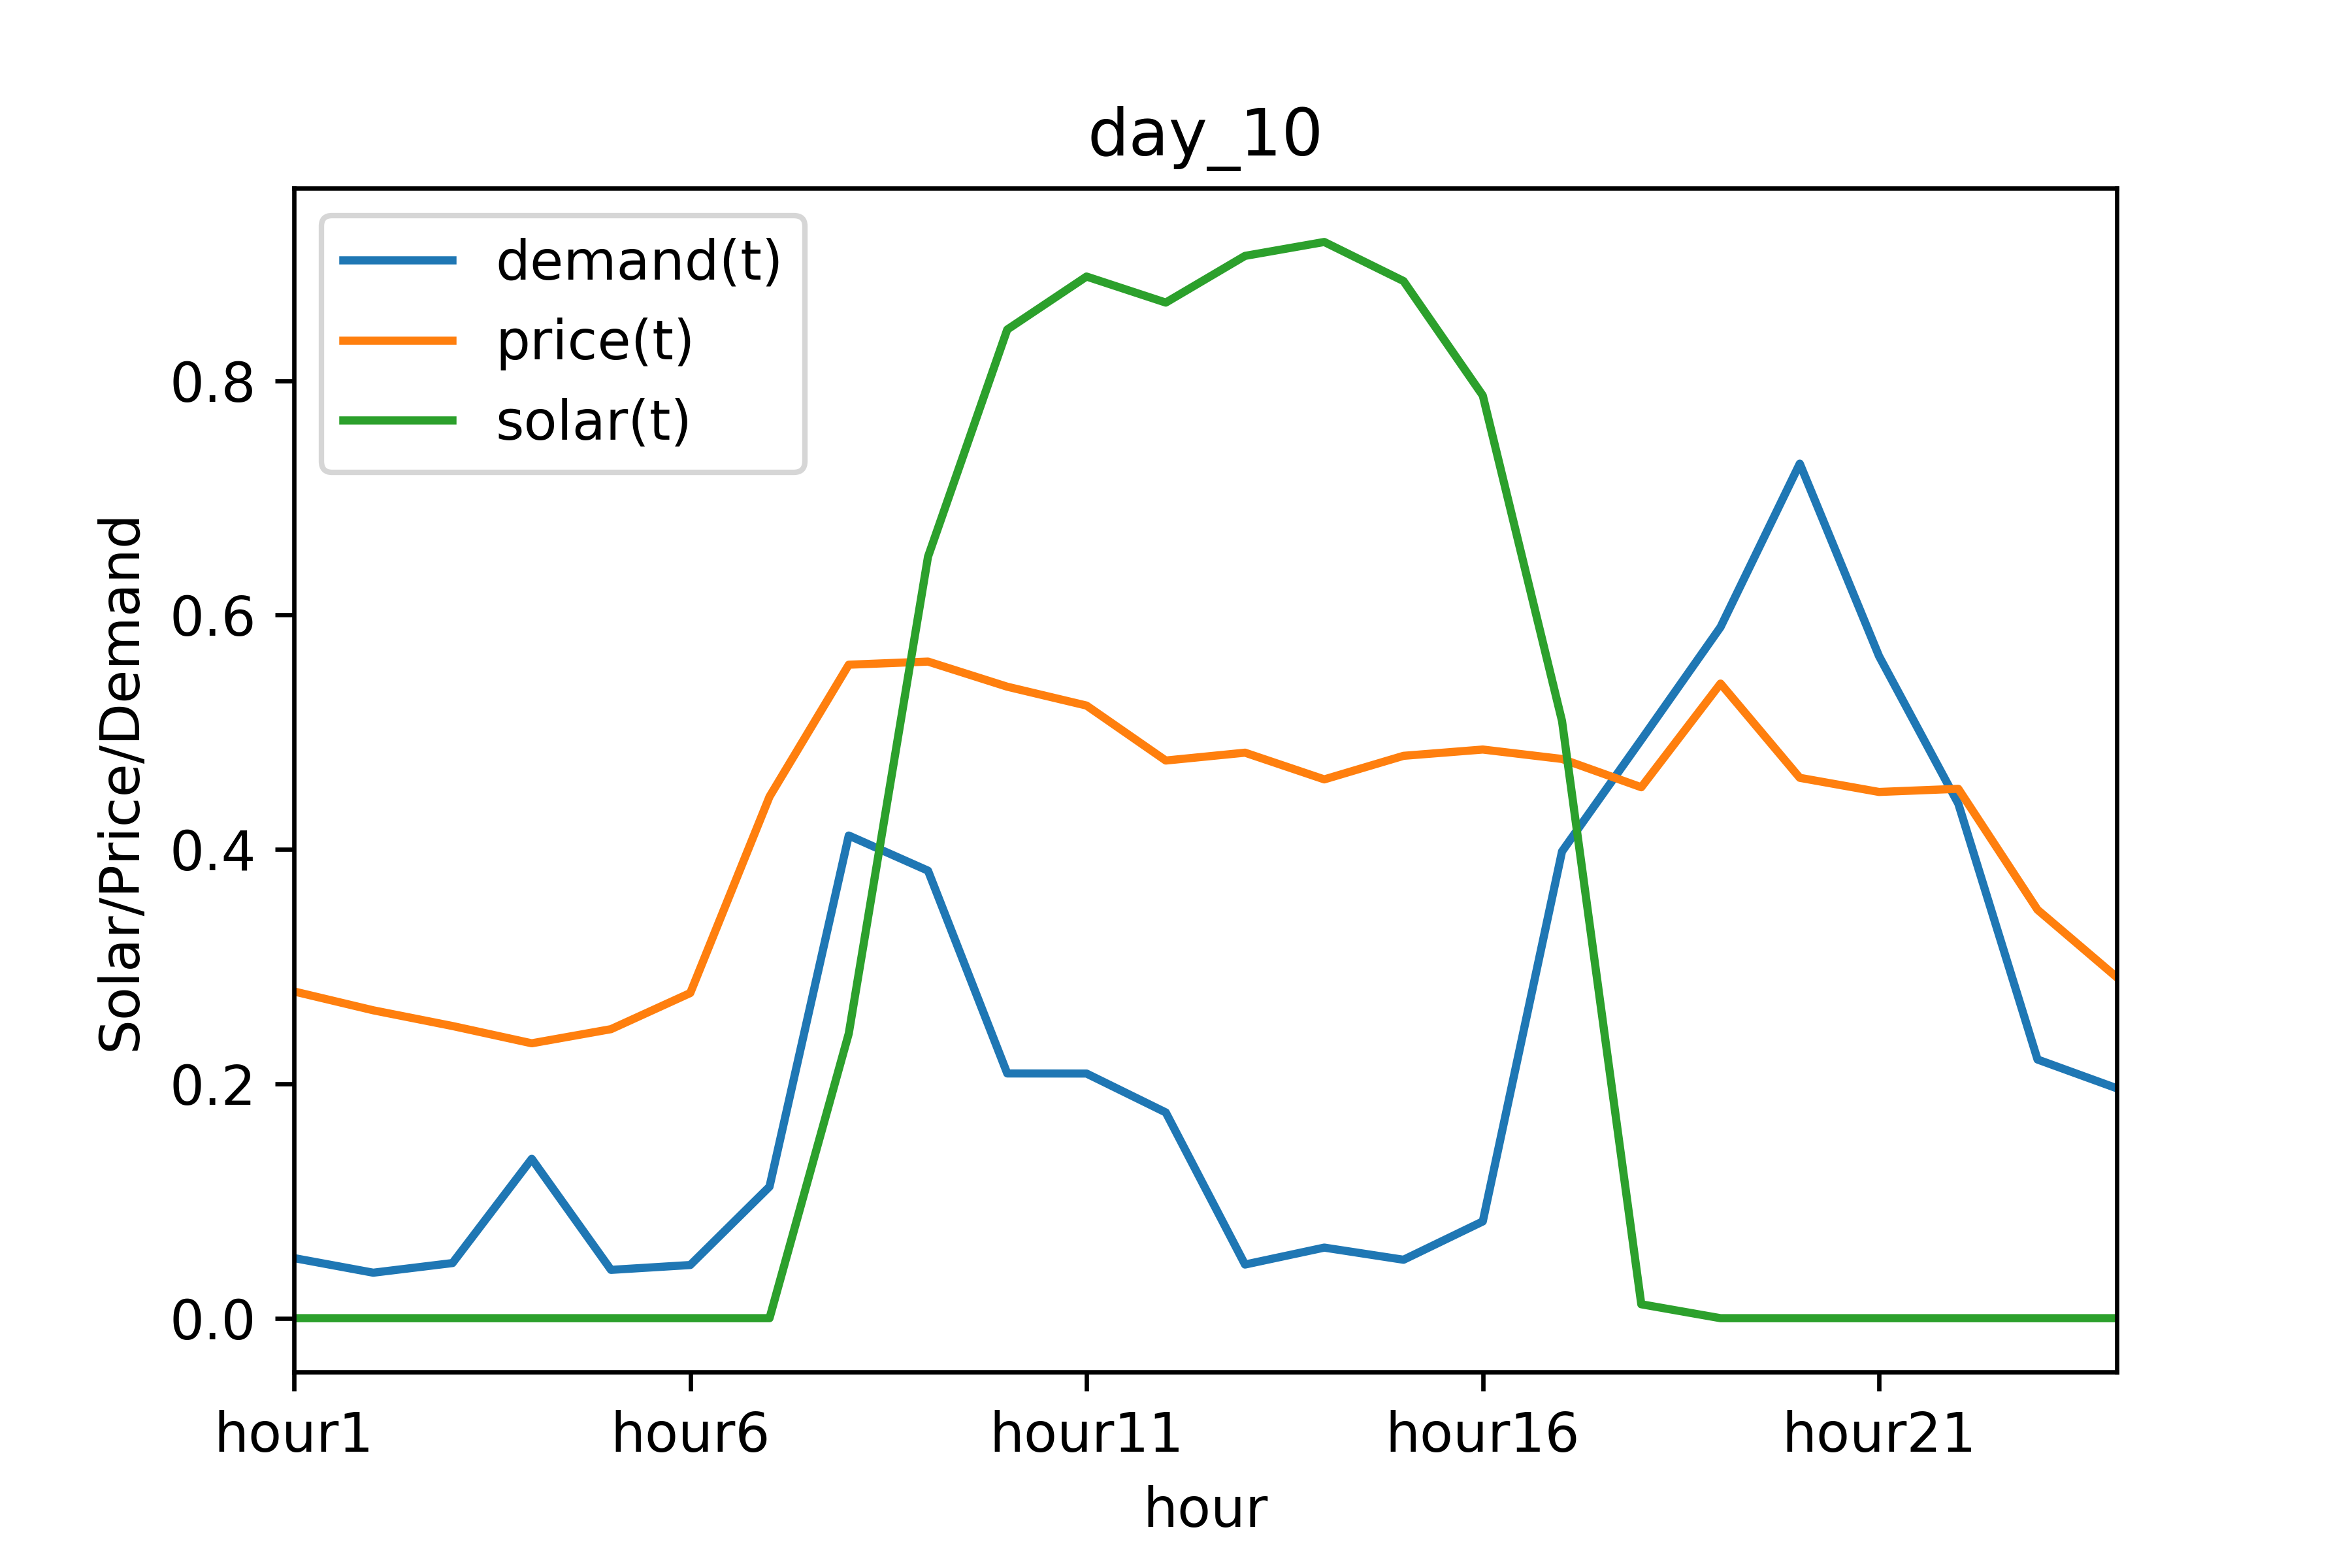 day_10
demand(t)
price(t)
solar(t)
Solar/Price/Demand
0.8
0.6
0.4
0.2
0.0
hour1 hour6 hour11 hour16 hour21
hour